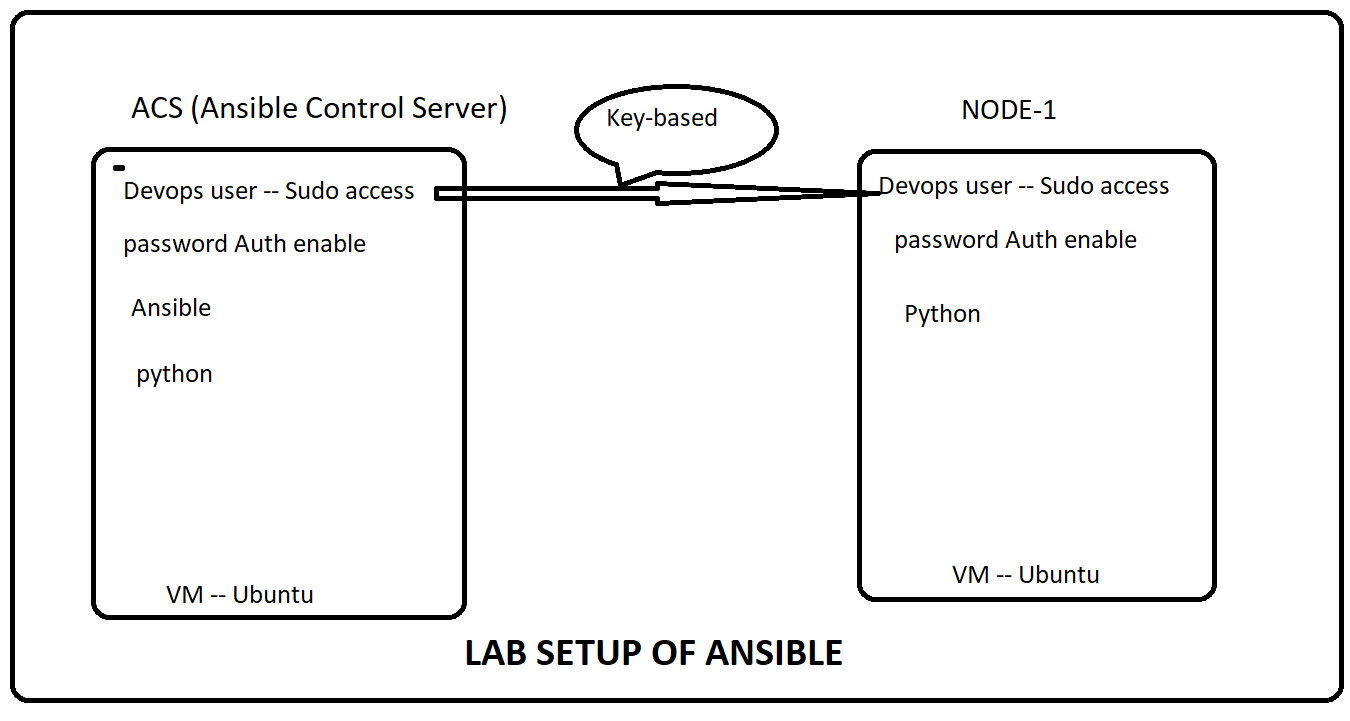 ACS (Ansible Control Server)
Key-based
NODE-1
Devops user -- Sudo access
password Auth enable
Ansible
python
VM -- Ubuntu
Devops user -- Sudo access
password Auth enable
Python
VM -- Ubuntu
LAB SETUP OF ANSIBLE